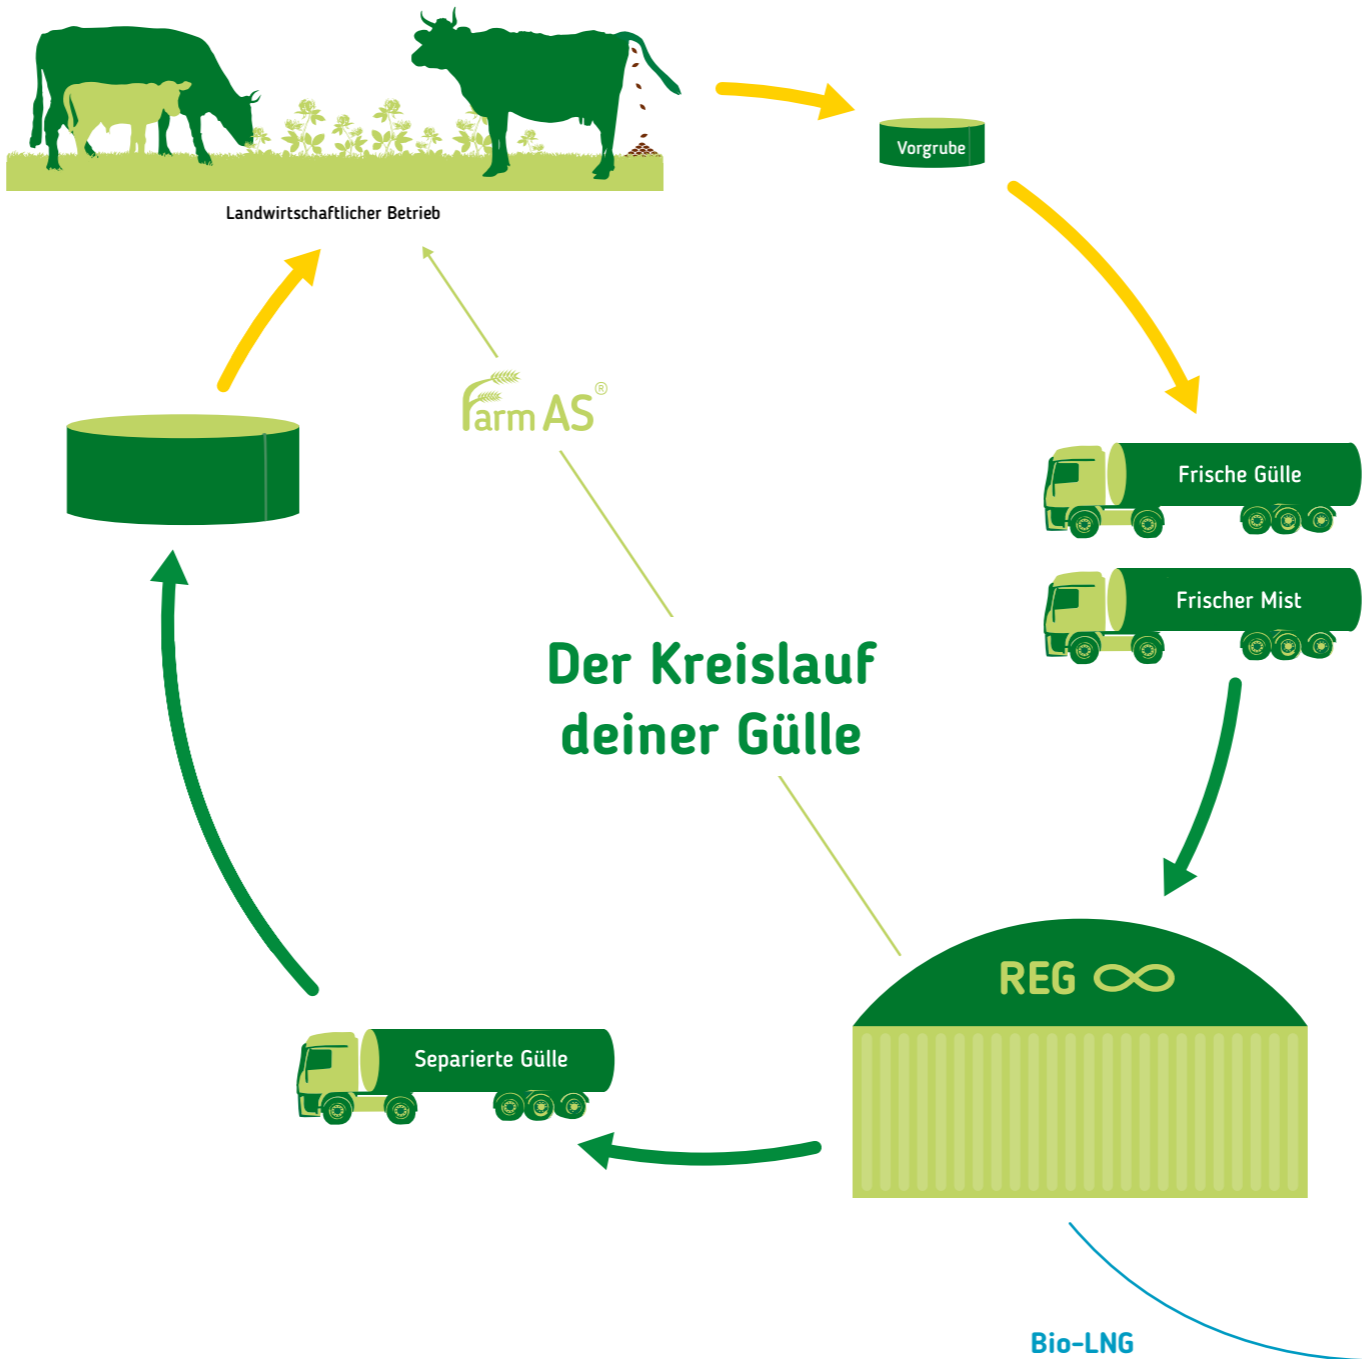 Vorgrube
Landwirtschaftlicher Betrieb
Farm AS®
Frische Gülle
Frischer Mist
Der Kreislauf
deiner Gülle
REG
Separierte Gülle
Bio-LNG